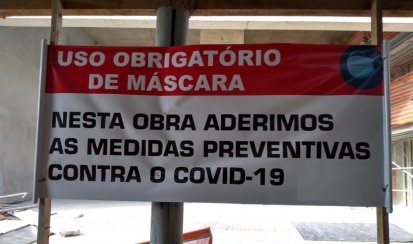 USO OBRIGATÓRIO
DE MÁSCARA
NESTA OBRA ADERIMOS
AS MEDIDAS PREVENTIVAS
CONTRA O COVID-19